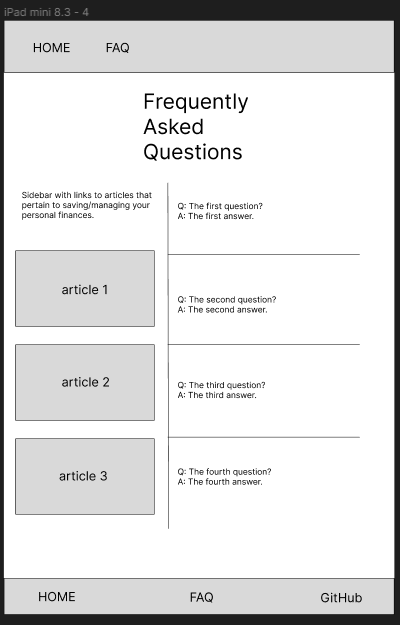 iPad mini 8.3 - 4
HOME FAQ
Frequently
Asked
Questions
Sidebar with links to articles that
pertain to saving/managing your
personal finances.
article 1
article 2
article 3
Q: The first question?
A: The first answer.
Q: The second question?
A: The second answer.
Q: The third question?
A: The third answer.
Q: The fourth question?
A: The fourth answer.
HOME FAQ GitHub